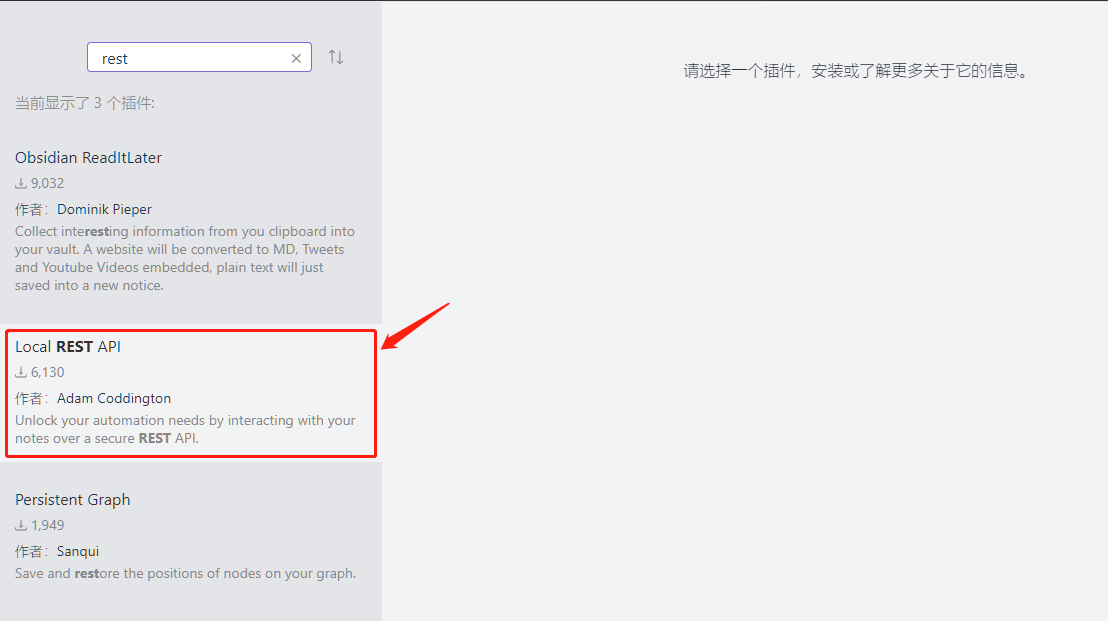 rest
当前显示了 3 个插件:
Obsidian ReadItLater
9,032
作者： Dominik Pieper
Collect interesting information from you clipboard into
your vault. A website will be converted to MD, Tweets
and Youtube Videos embedded, plain text will just
saved into a new notice.
Local REST API
6,130
作者： Adam Coddington
Unlock your automation needs by interacting with your
notes over a secure REST API.
Persistent Graph
1,949
作者： Sanqui
Save and restore the positions of nodes on your graph.
请选择一个插件，安装或了解更多关于它的信息。